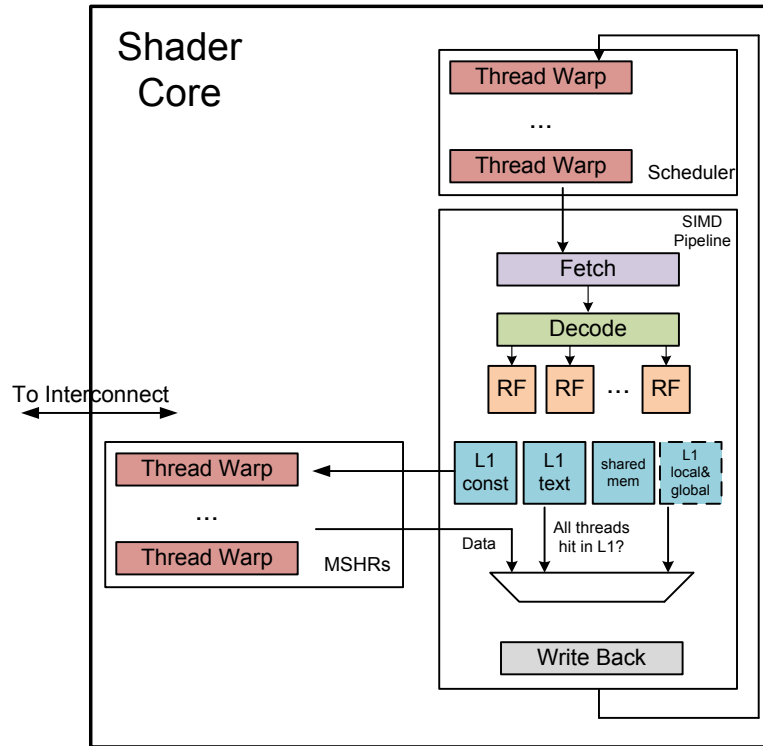 Shader
Core
Thread Warp
...
Thread Warp
Scheduler
SIMD
Pipeline
Fetch
Decode
RF
RF
...
RF
To Interconnect
L1
const
L1
text
shared
mem
L1
local&
global
Thread Warp
...
Thread Warp
MSHRs
Data
All threads
hit in L1?
Write Back